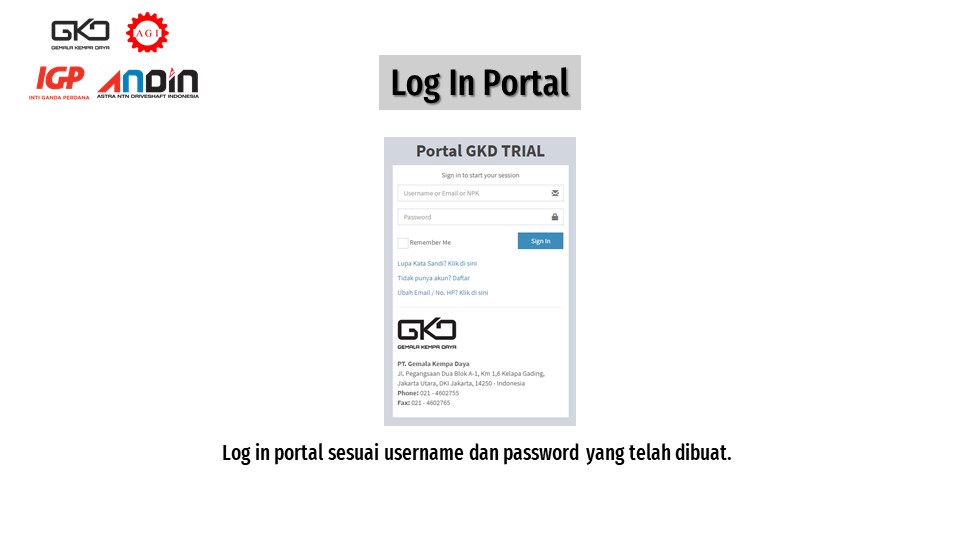 GKD
GEMALA KEMPA DAYA
AGI
IGP
INTI GANDA PERDANA
ANDIN
ASTRA NTN DRIVESHAFT INDONESIA
Log In Portal
Portal GKD TRIAL
Sign in to start your session
Username or Email or NPK
Password
Remember Me
Sign In
Lupa Kata Sandi? Klik di sini
Tidak punya akun? Daftar
Ubah Email / No. HP? Klik di sini
GKD
GEMALA KEMPA DAYA
PT. Gemala Kempa Daya
Jl. Pegangsaan Dua Blok A-1, Km 1,6 Kelapa Gading,
Jakarta Utara, DKI Jakarta, 14250 - Indonesia
Phone: 021 - 4602755
Fax: 021 - 4602765
Log in portal sesuai username dan password yang telah dibuat.